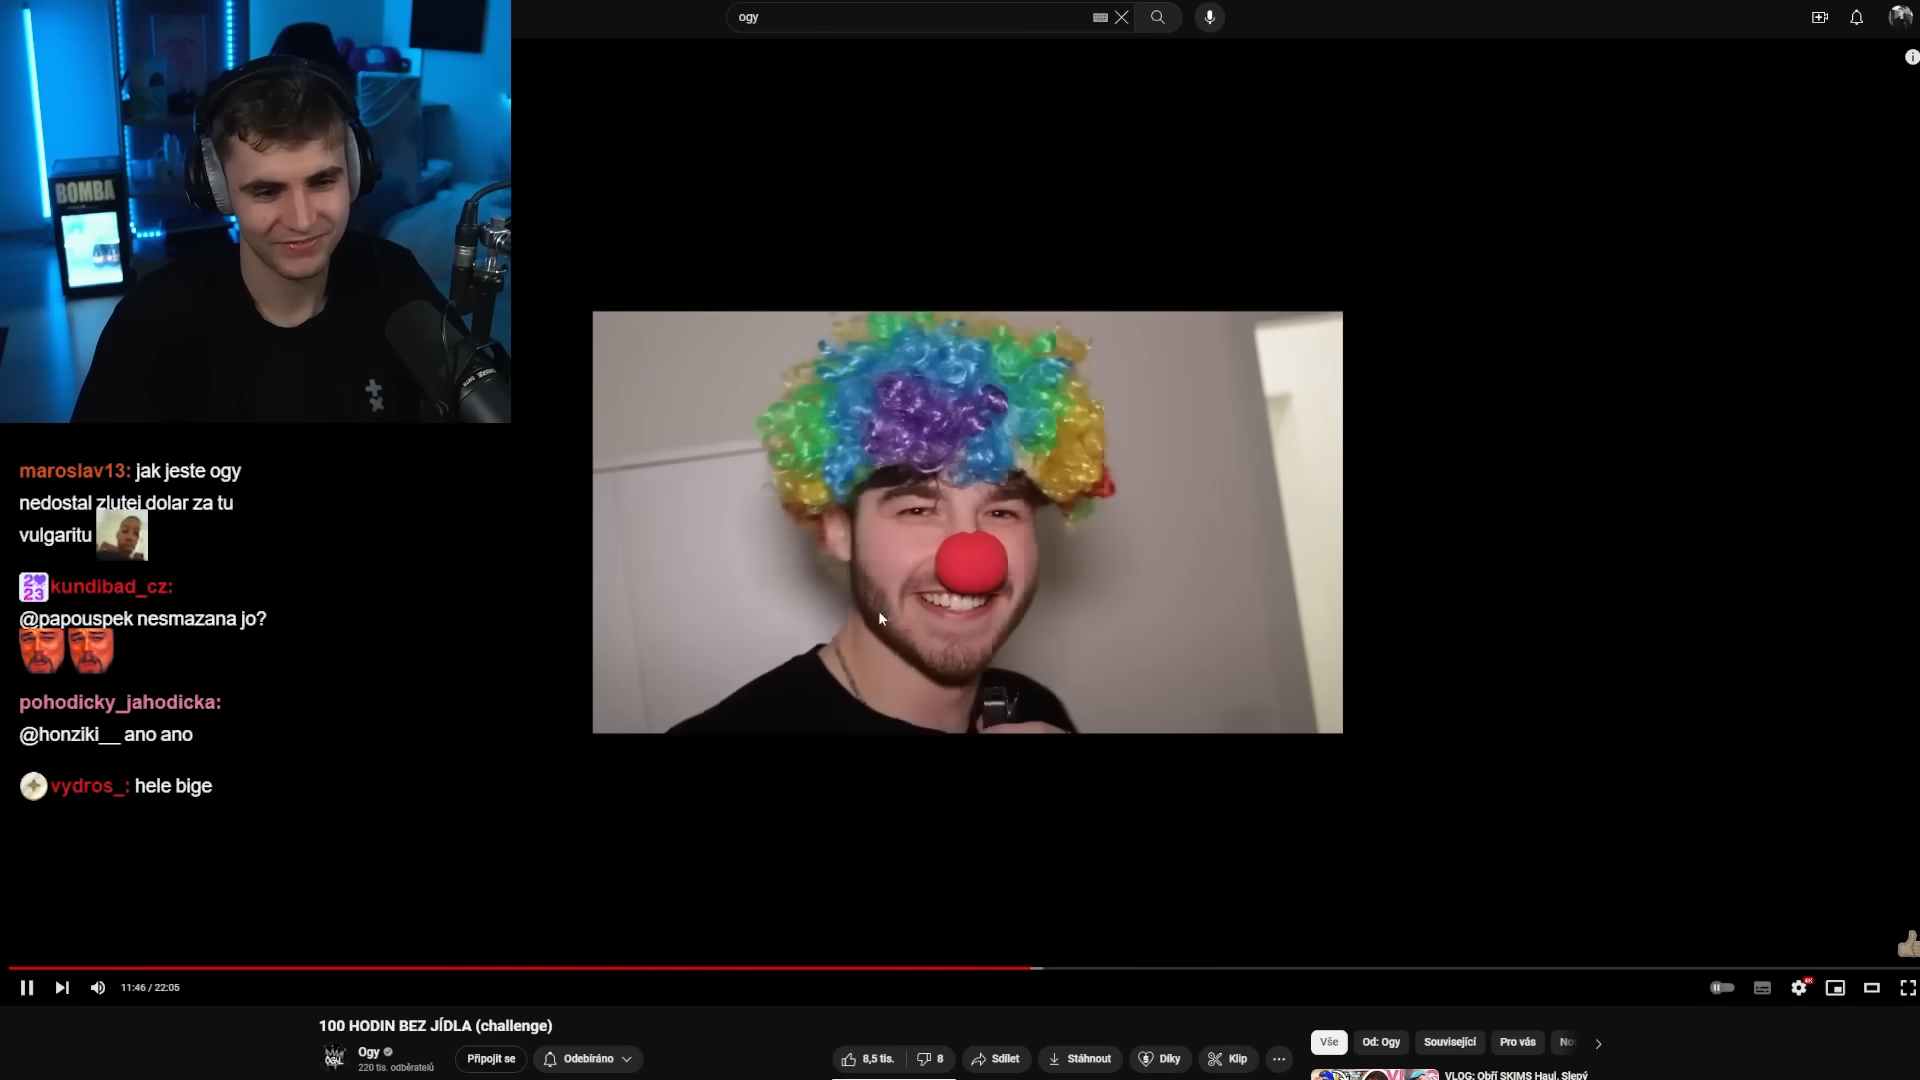 ogy
BOMBA
maroslav13: jak jeste ogy
nedostal zlutej dolar za tu
vulgaritu
kundibad_cz:
@papouspek nesmazana jo?
pohodicky_jahodicka:
@honziki__ ano ano
vydros_: hele bige
11:46 / 22:05
100 HODIN BEZ JÍDLA (challenge)
Ogy
220 tis. odběratelů
Připojit se
Odebíráno
8,5 tis.
8
Sdílet
Stáhnout
Díky
Klip
Vše
Od: Ogy
Související
Pro vás
VLOG: Obří SKIMS Haul, Slepý